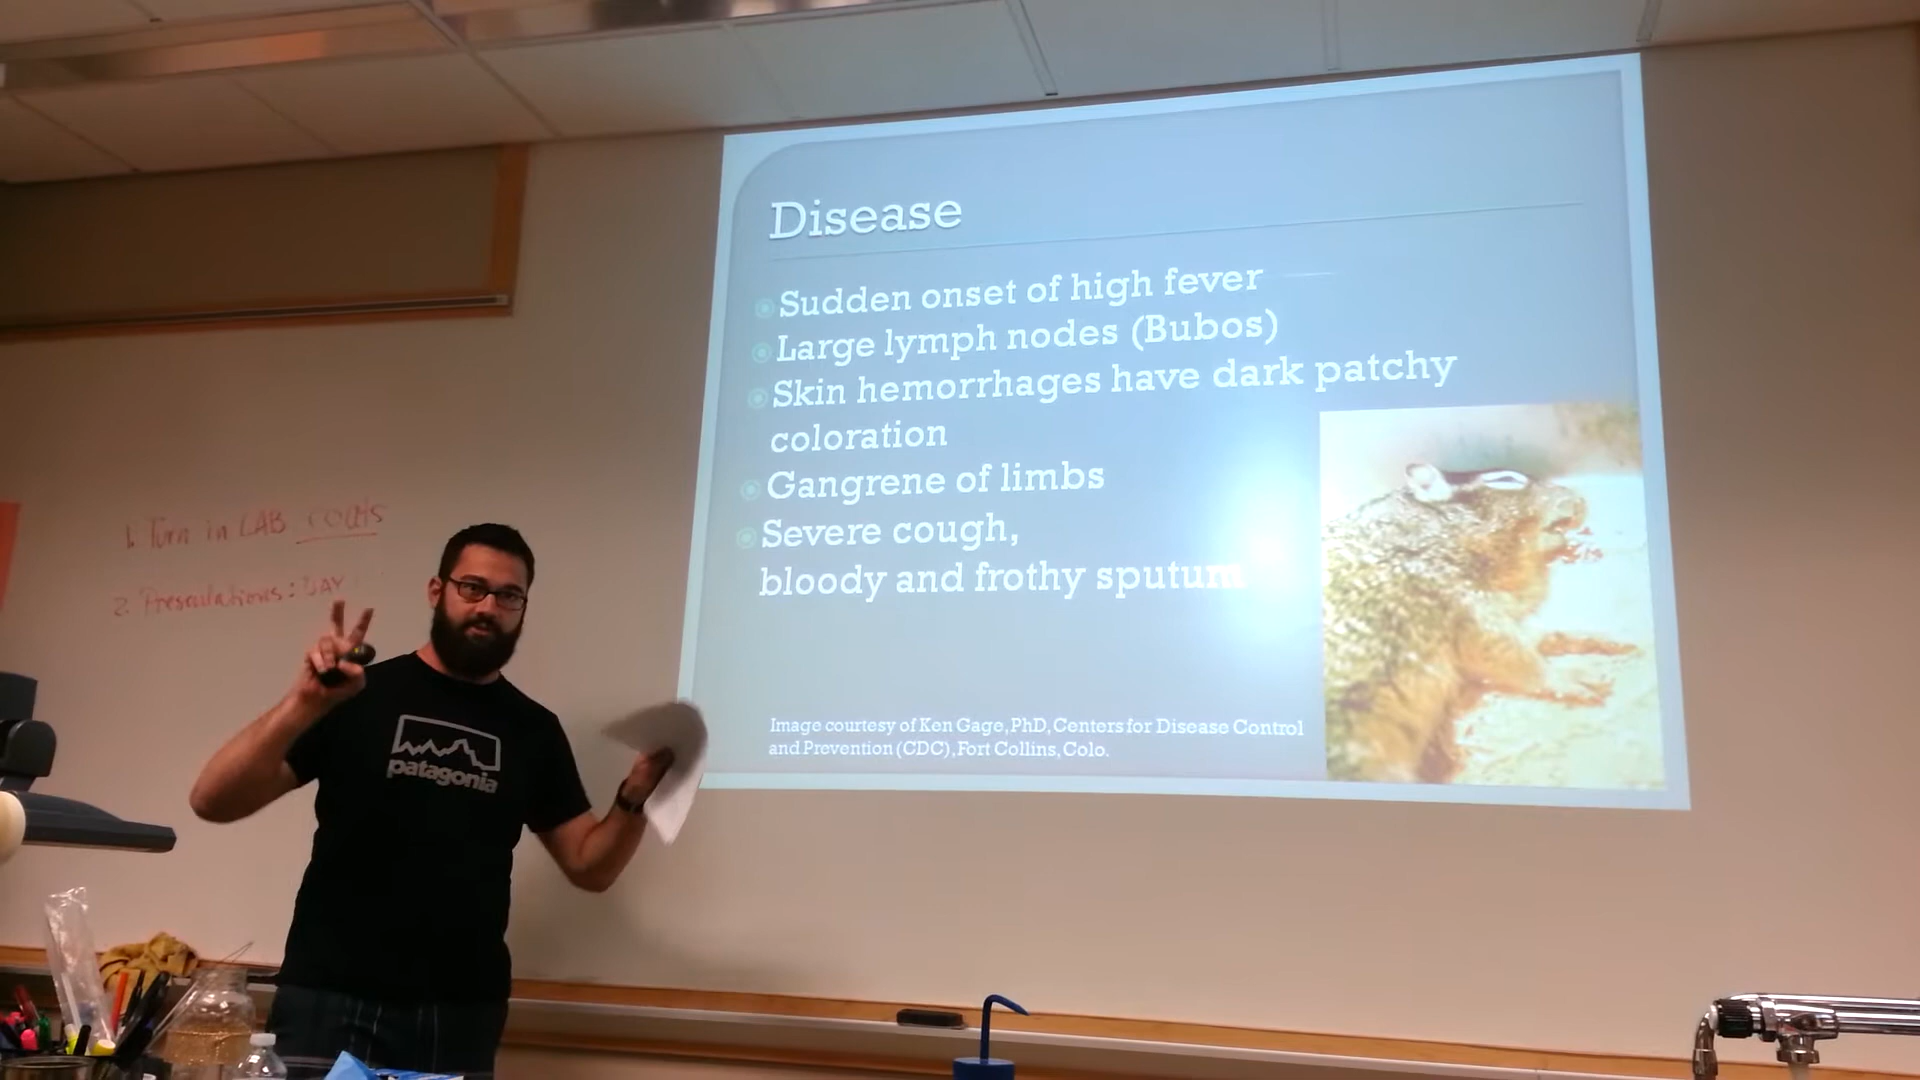 Disease
Sudden onset of high fever
Large lymph nodes (Bubos)
Skin hemorrhages have dark patchy
coloration
Gangrene of limbs
Severe cough,
bloody and frothy sputum
Image courtesy of Ken Gage, PhD, Centers for Disease Control
and Prevention (CDC), Fort Collins, Colo.
1. Turn in LAB coats
2. Presentations: DAY
patagonia